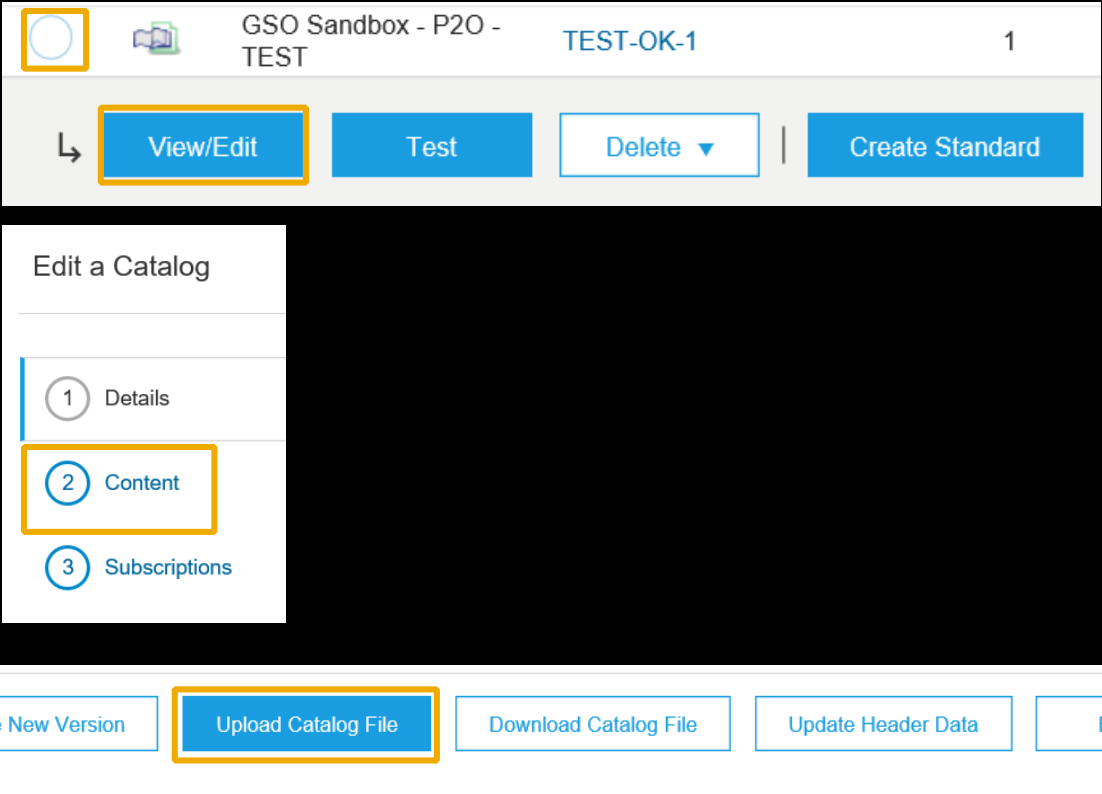 GSO Sandbox - P2O -
TEST
TEST-OK-1
1
View/Edit
Test
Delete
Create Standard
Edit a Catalog
1 Details
2 Content
3 Subscriptions
New Version
Upload Catalog File
Download Catalog File
Update Header Data